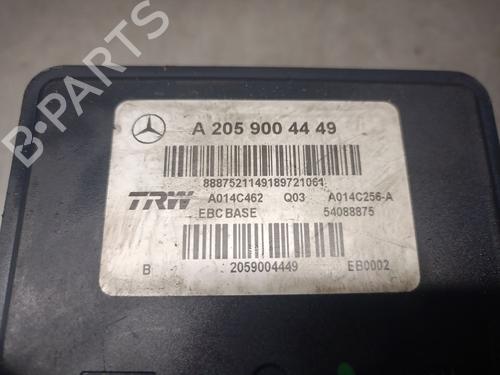 A 205 900 44 49
8887521149189721061
TRW A014C462 Q03 A014C256-A
EBC BASE 54088875
B 2059004449 EB0002
B-PARTS